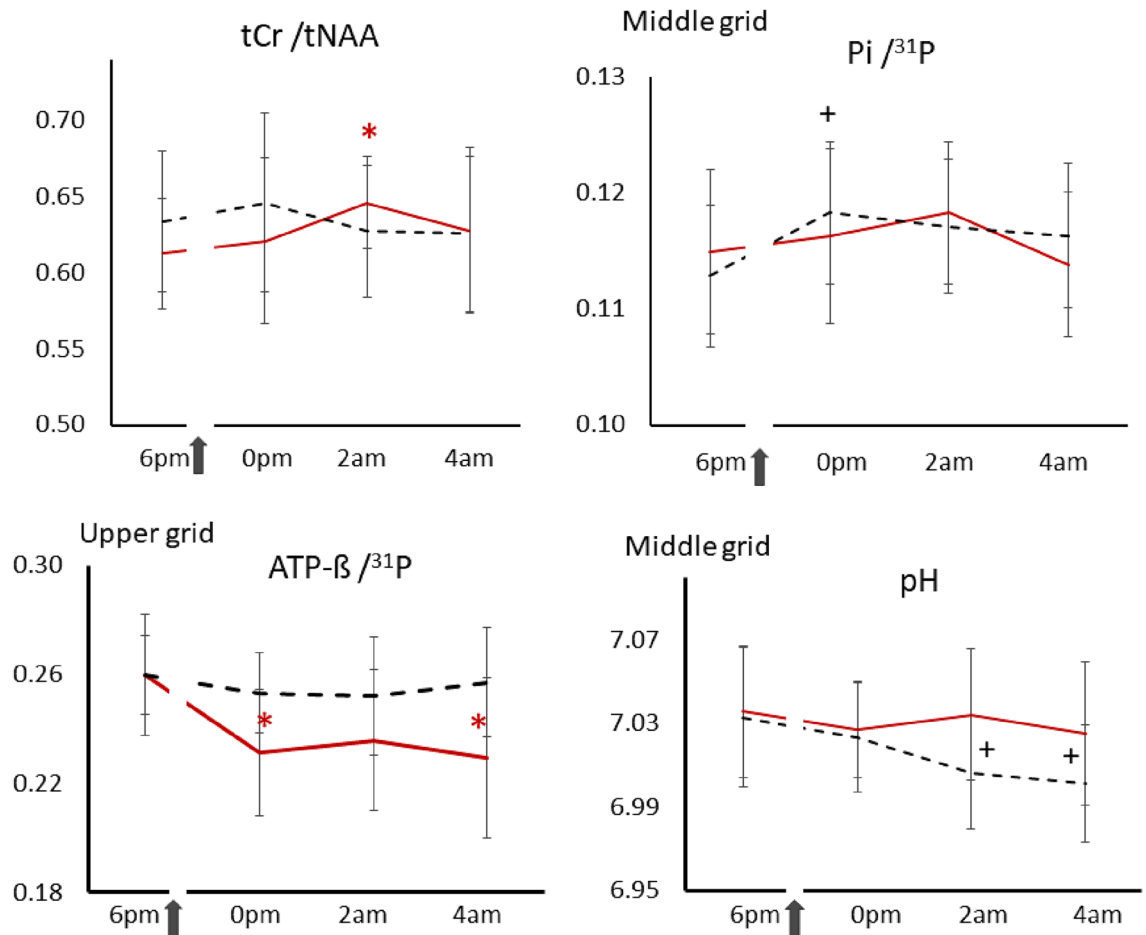 tCr /tNAA
0.70
0.65
0.60
0.55
0.50
*
6pm 0pm 2am 4am
Middle grid
Pi /³¹P
0.13
0.12
0.11
0.10
+
6pm 0pm 2am 4am
Upper grid
ATP-ß /³¹P
0.30
0.26
0.22
0.18
* *
6pm 0pm 2am 4am
Middle grid
pH
7.07
7.03
6.99
6.95
+ +
6pm 0pm 2am 4am